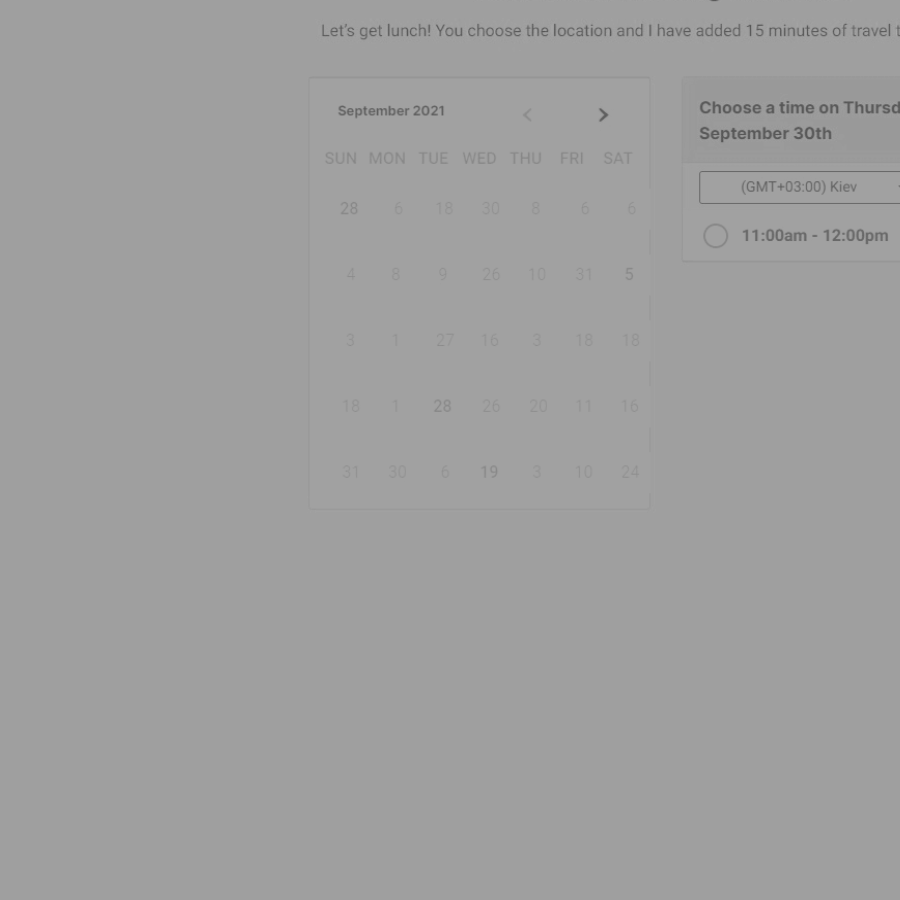 Let's get lunch! You choose the location and I have added 15 minutes of travel
September 2021
SUN MON TUE WED THU FRI SAT
28 6 18 30 8 6 6
4 8 9 26 10 31 5
3 1 27 16 3 18 18
18 1 28 26 20 11 16
31 30 6 19 3 10 24
Choose a time on
September 30th
(GMT+03:00) Kiev
11:00am - 12:00pm